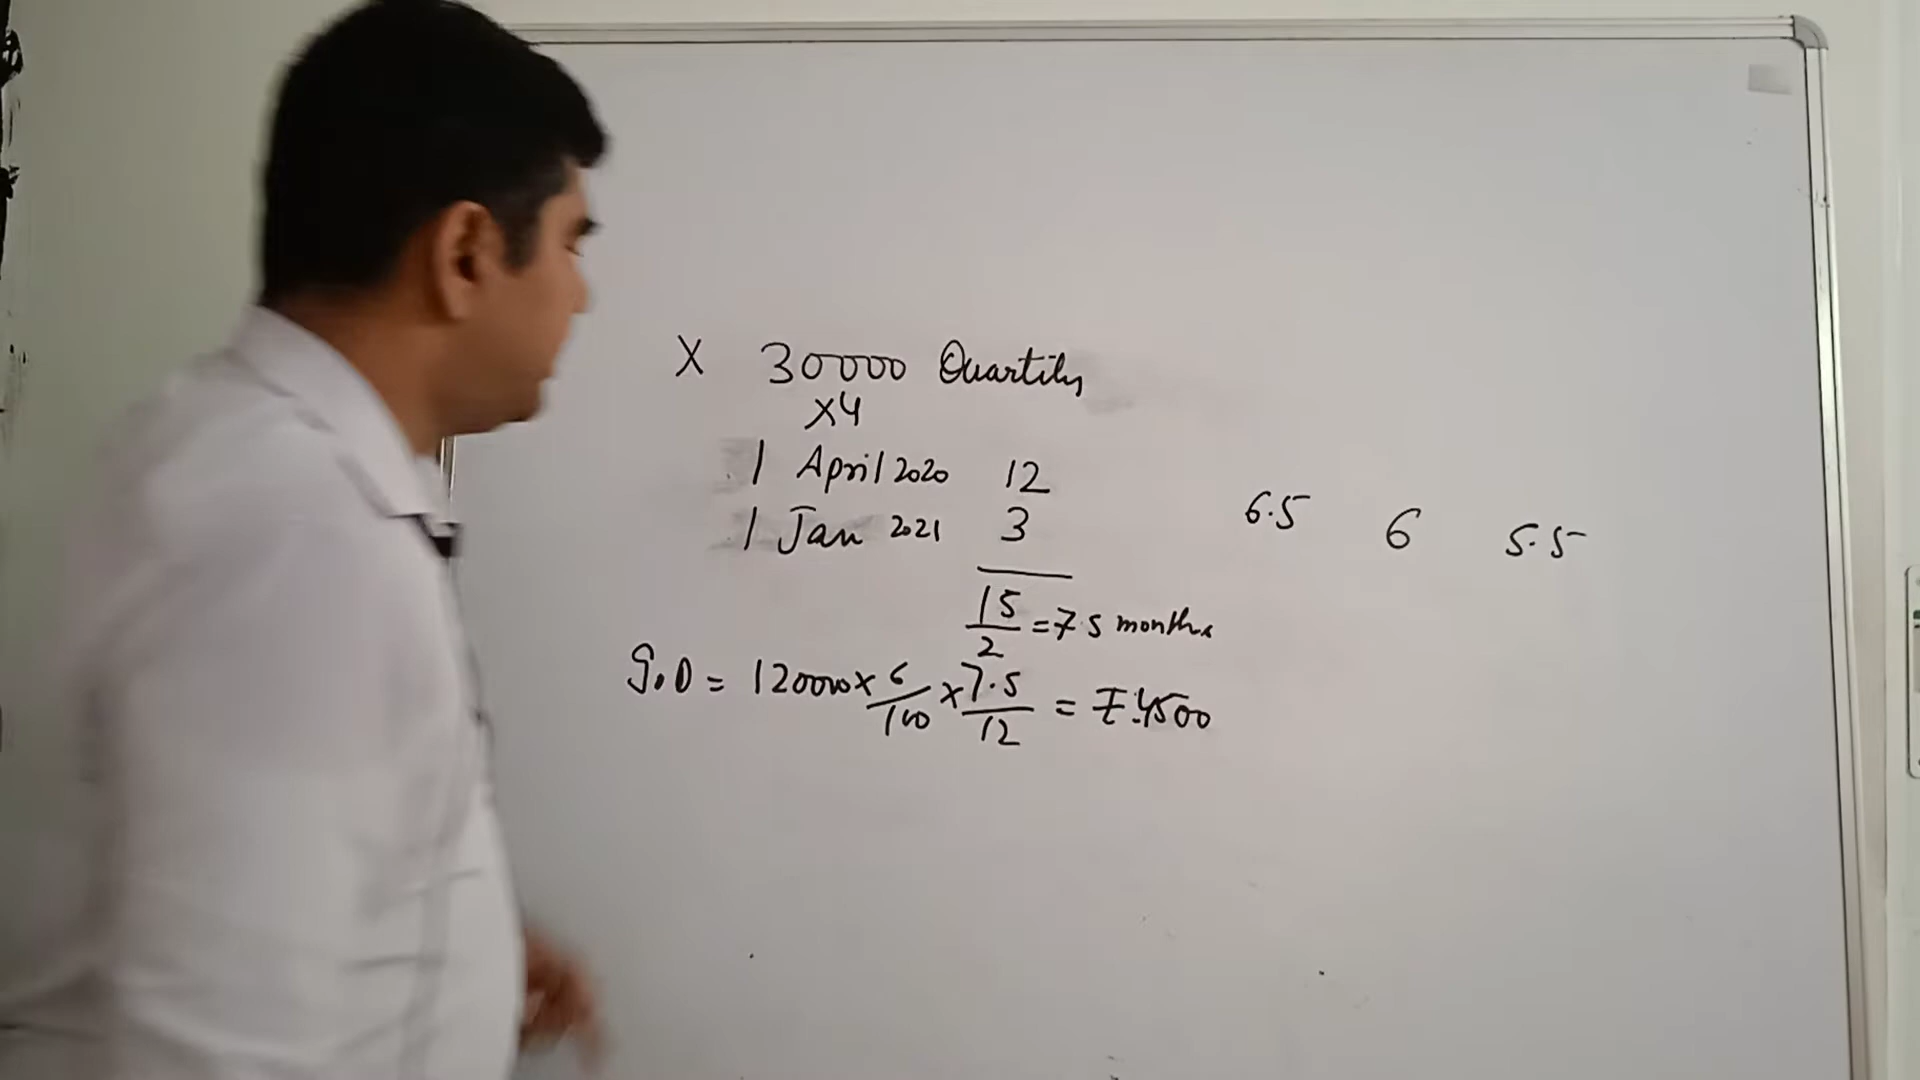 X 30000 Quartily
x4
1 April 2020 12
1 Jan 2021 3
15/2 = 7.5 months
6.5 6 5.5
I.O.D = 120000 x 6/100 x 7.5/12 = ₹4500